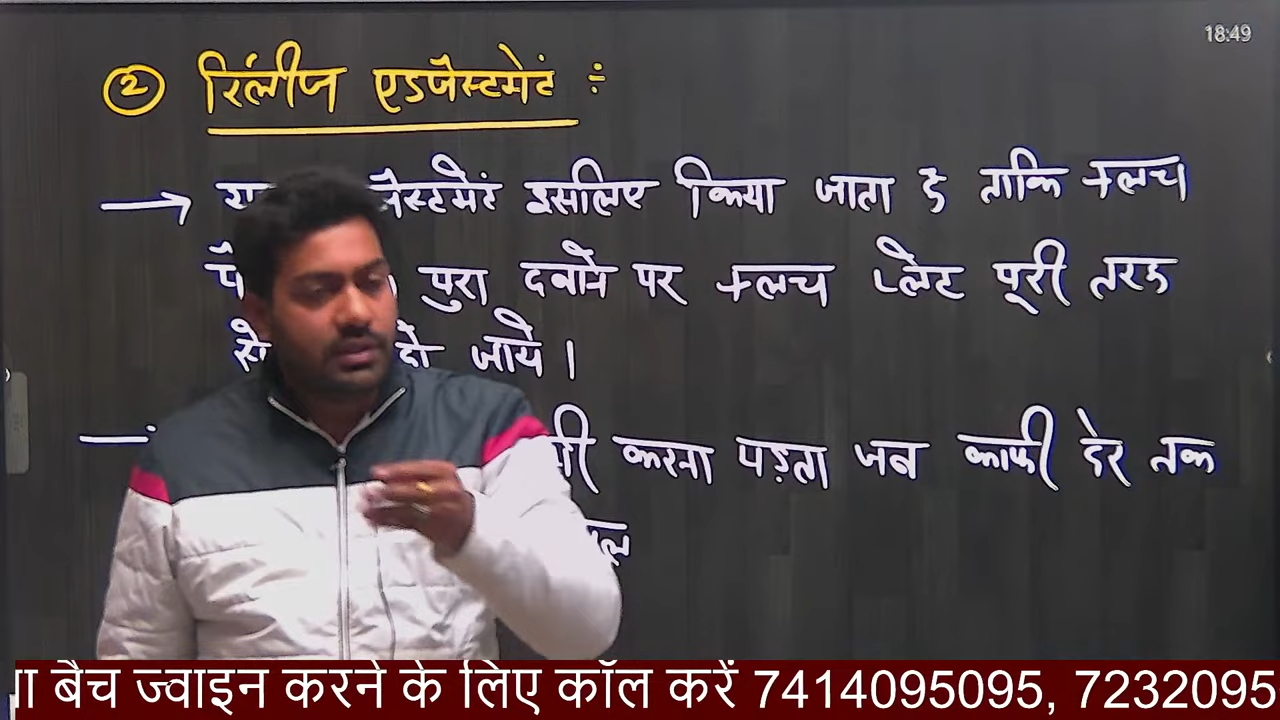 18:49
② रिलीज एडजेस्टमेंट ÷
→ जेस्टमेंट इसलिए किया जाता है ताकि क्लच
पुरा दबाने पर क्लच प्लेट पूरी तरह
से हो जाये ।
करना पड़ता जब काफी देर तक
बैच ज्वाइन करने के लिए कॉल करें 7414095095, 7232095